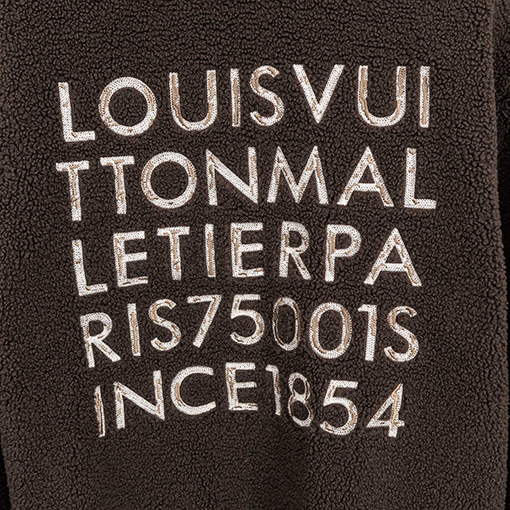 LOUISVUI
TTONMAL
LETIERPA
RIS75001S
INCE1854